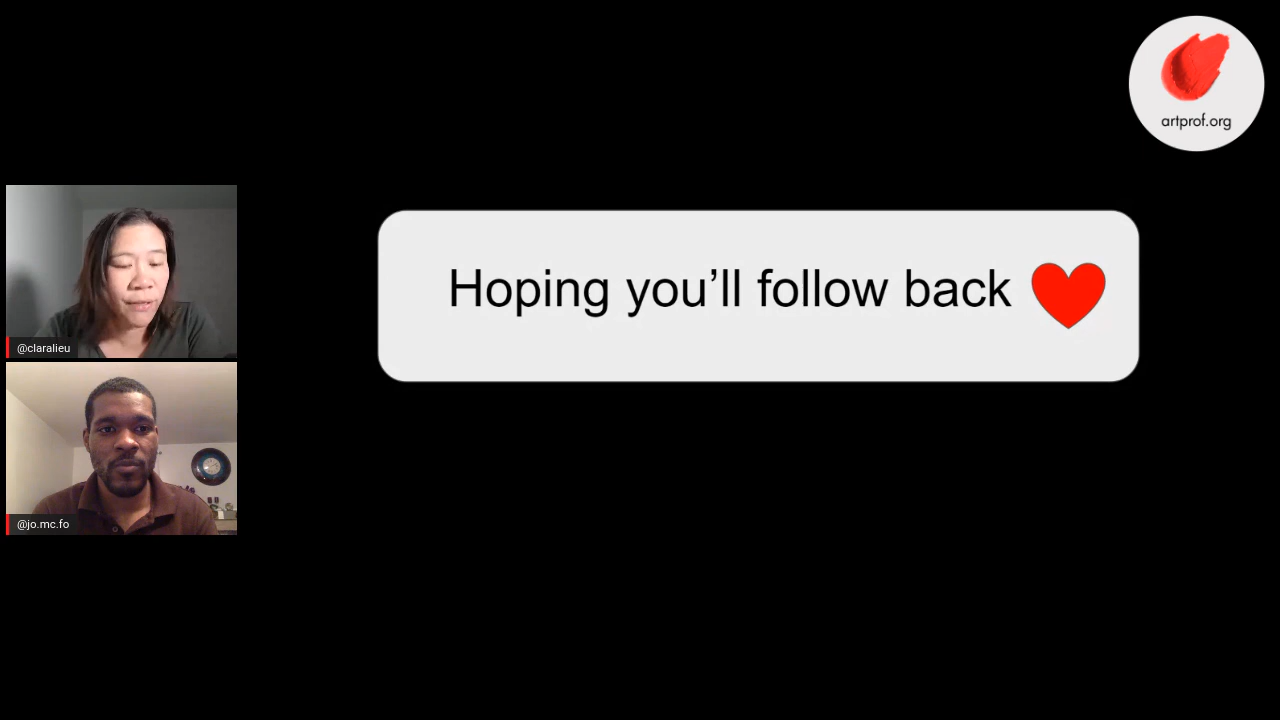 artprof.org
Hoping you’ll follow back ❤
@claralieu
@jo.mc.fo